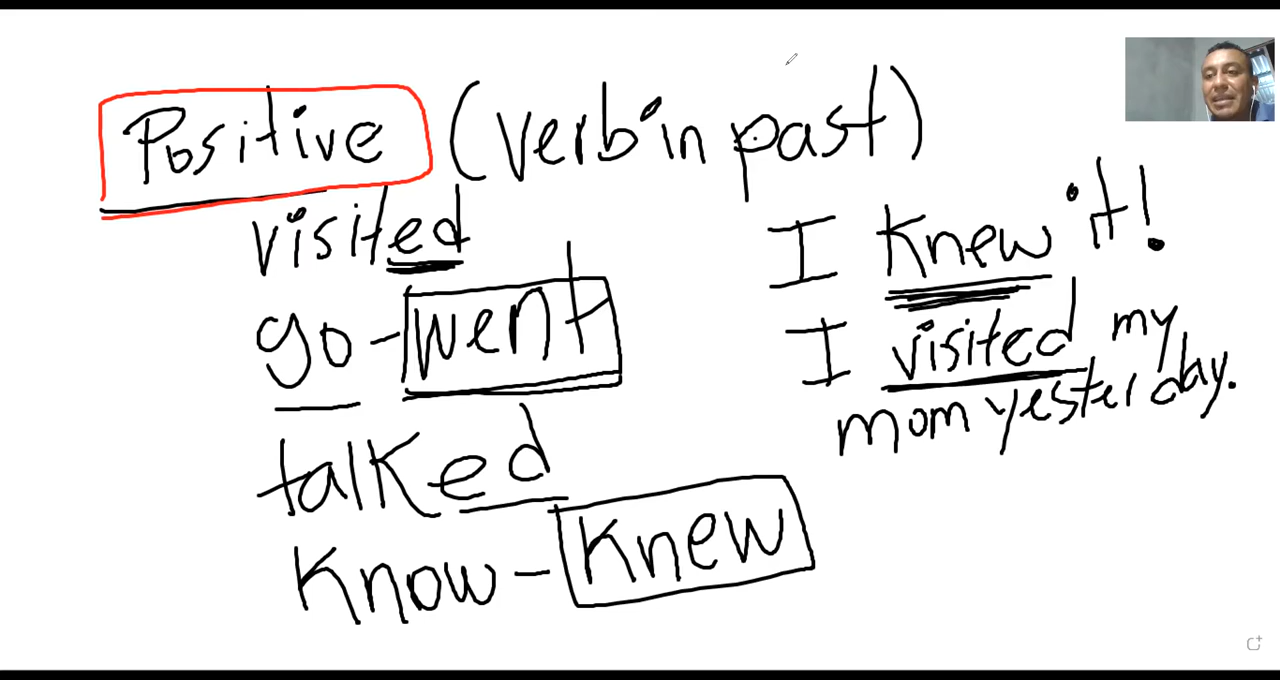 Positive (verb in past)
visited
go - went
talked
Know - Knew
I Knew it!
I visited my
mom yesterday.